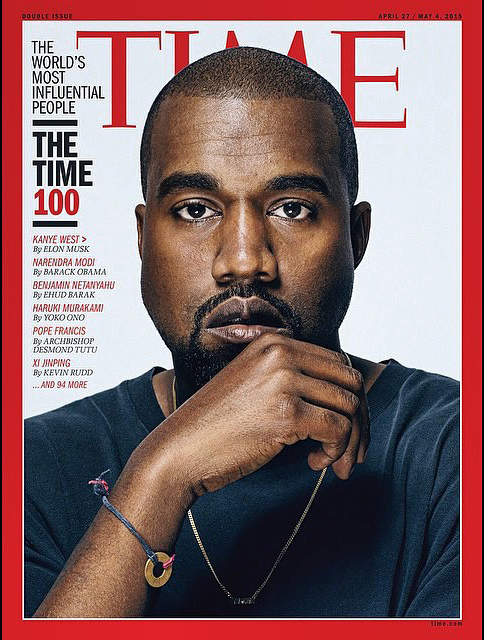 DOUBLE ISSUE
APRIL 27 / MAY 4, 2015
TIME
THE
WORLD'S
MOST
INFLUENTIAL
PEOPLE
THE
TIME
100
KANYE WEST >
By ELON MUSK
NARENDRA MODI
By BARACK OBAMA
BENJAMIN NETANYAHU
By EHUD BARAK
HARUKI MURAKAMI
By YOKO ONO
POPE FRANCIS
By ARCHBISHOP
DESMOND TUTU
XI JINPING
By KEVIN RUDD
... AND 94 MORE
time.com